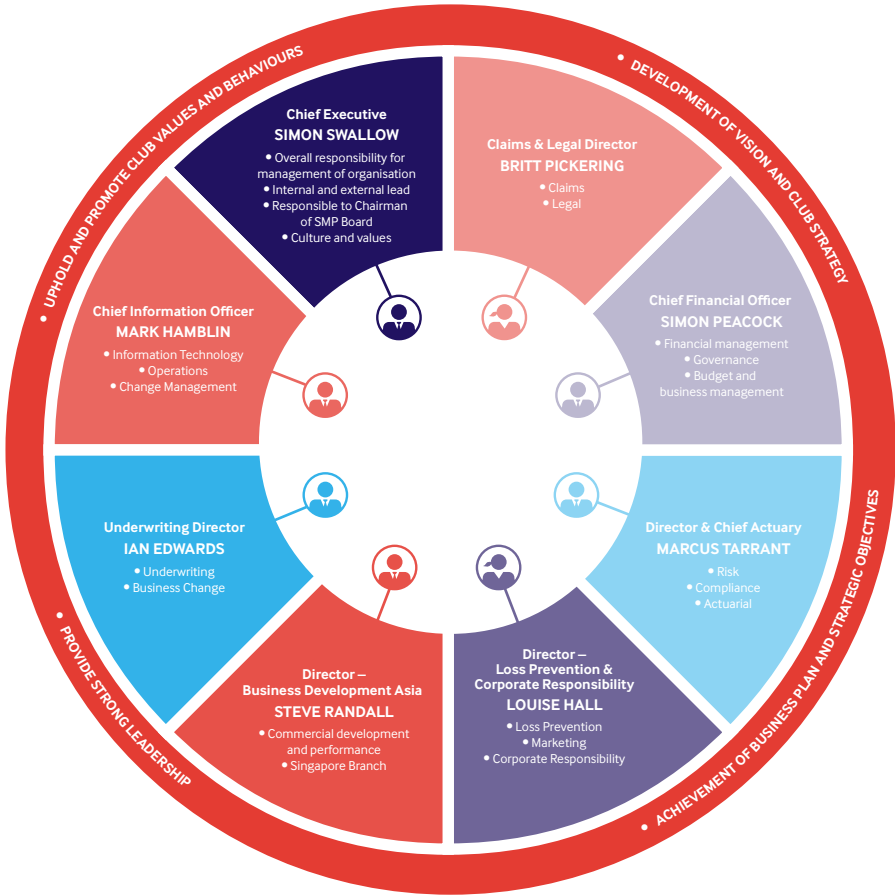 • UPHOLD AND PROMOTE CLUB VALUES AND BEHAVIOURS
• DEVELOPMENT OF VISION AND CLUB STRATEGY
• ACHIEVEMENT OF BUSINESS PLAN AND STRATEGIC OBJECTIVES
• PROVIDE STRONG LEADERSHIP
Chief Executive
SIMON SWALLOW
• Overall responsibility for
management of organisation
• Internal and external lead
• Responsible to Chairman
of SMP Board
• Culture and values
Claims & Legal Director
BRITT PICKERING
• Claims
• Legal
Chief Financial Officer
SIMON PEACOCK
• Financial management
• Governance
• Budget and
business management
Director & Chief Actuary
MARCUS TARRANT
• Risk
• Compliance
• Actuarial
Director –
Loss Prevention &
Corporate Responsibility
LOUISE HALL
• Loss Prevention
• Marketing
• Corporate Responsibility
Director –
Business Development Asia
STEVE RANDALL
• Commercial development
and performance
• Singapore Branch
Underwriting Director
IAN EDWARDS
• Underwriting
• Business Change
Chief Information Officer
MARK HAMBLIN
• Information Technology
• Operations
• Change Management